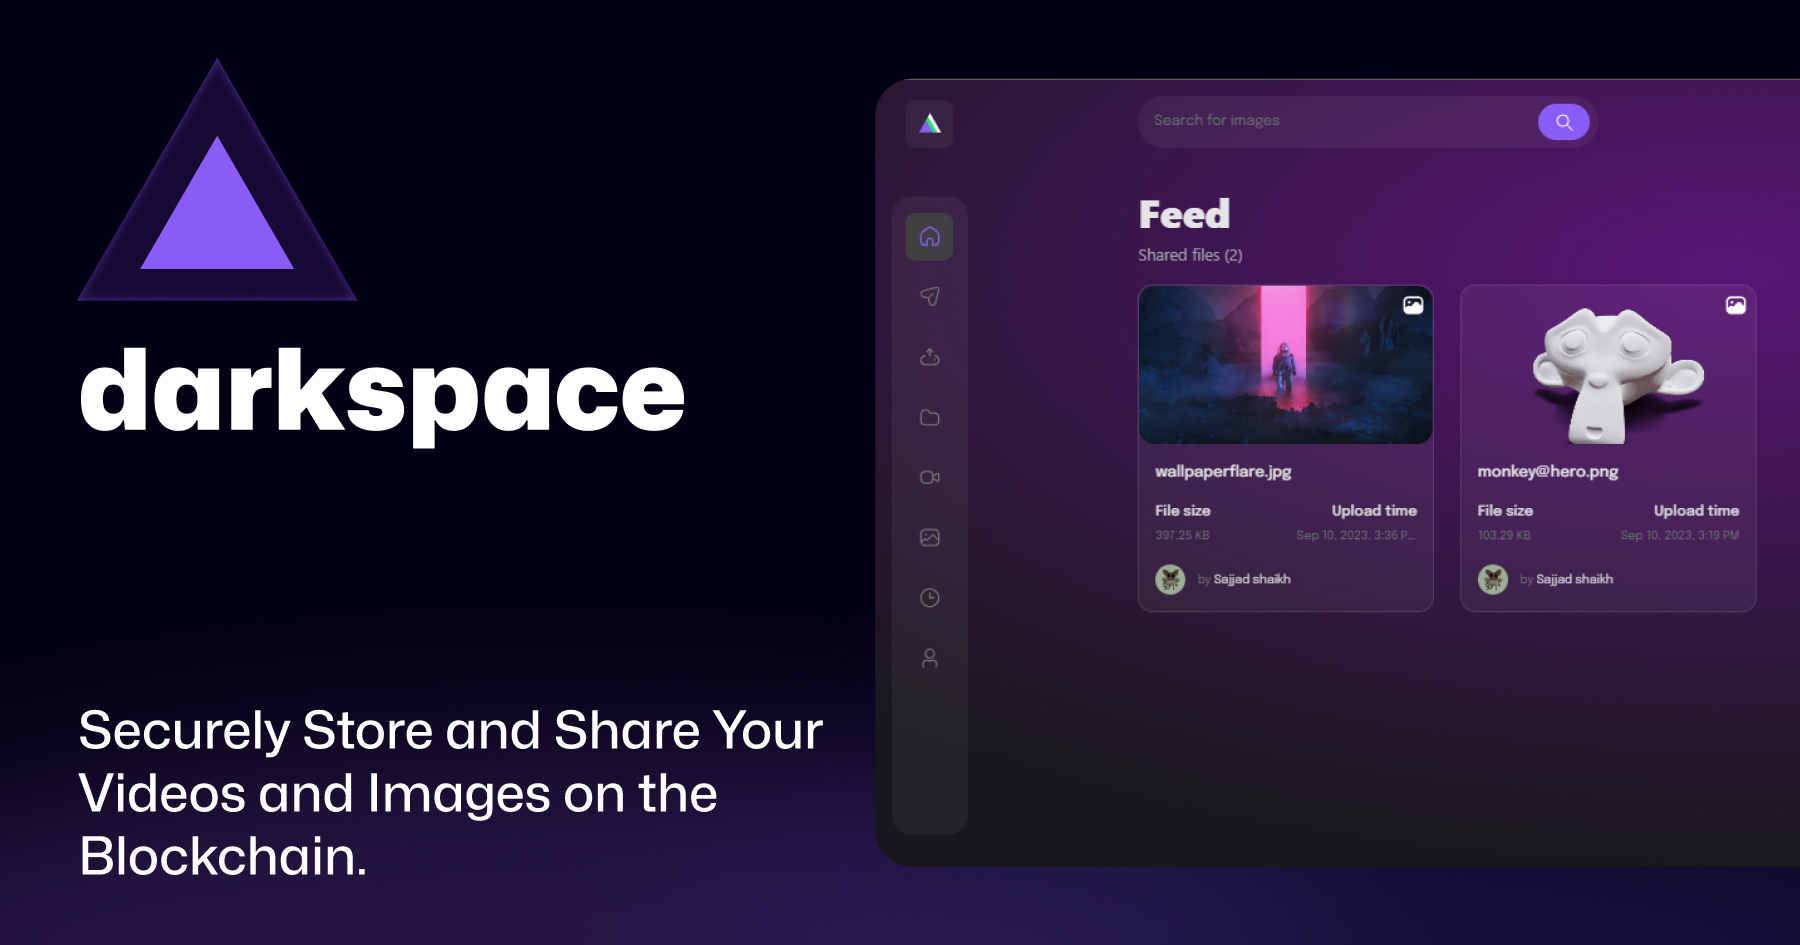 darkspace
Securely Store and Share Your
Videos and Images on the
Blockchain.
Search for images
Feed
Shared files (2)
wallpaperflare.jpg
File size Upload time
397.25 KB Sep 10, 2023, 3:36 P...
by Sajjad shaikh
monkey@hero.png
File size Upload time
103.29 KB Sep 10, 2023, 3:19 PM
by Sajjad shaikh